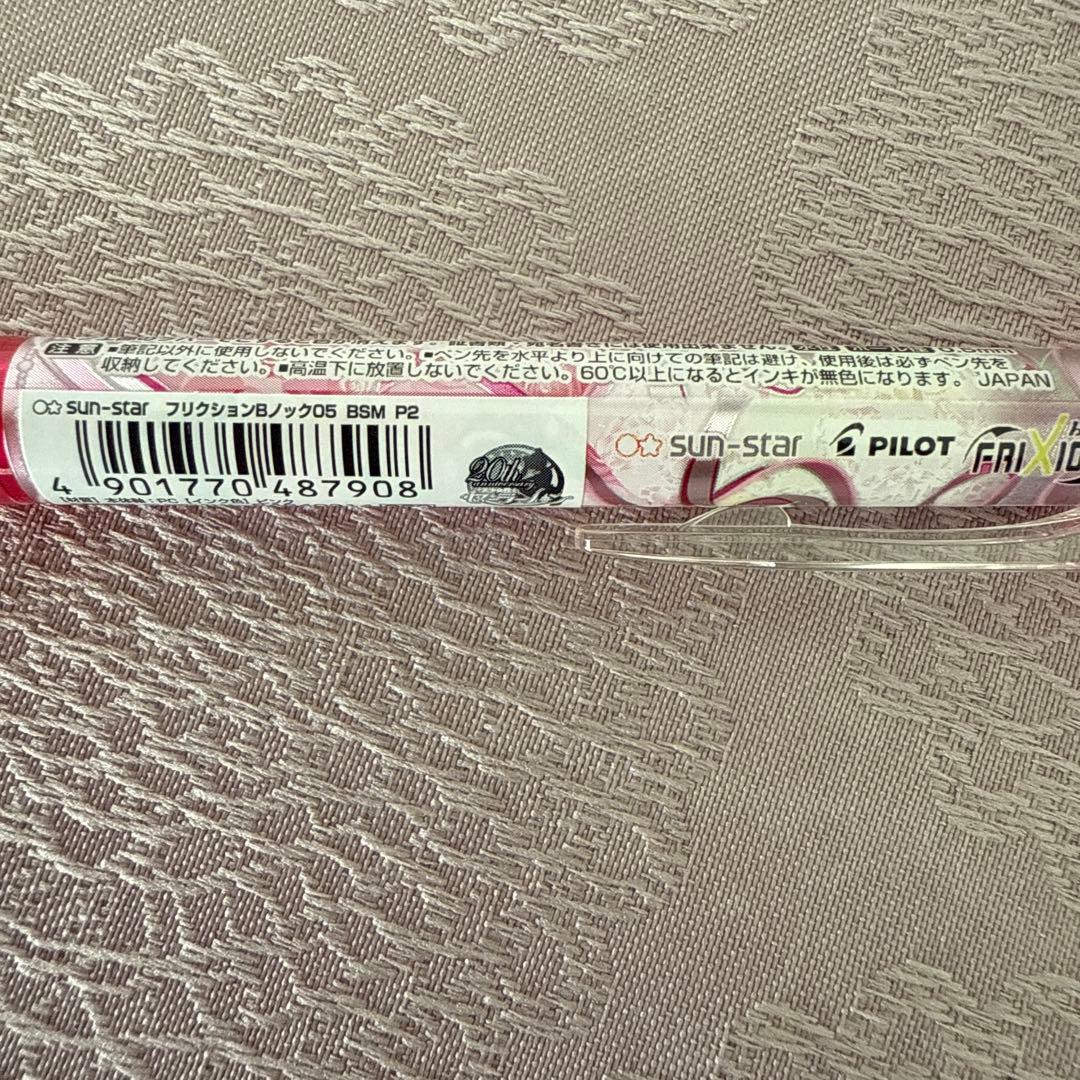 注意 ▪筆記以外に使用しないでください。▪ペン先を水平より上に向けての筆記は避け、使用後は必ずペン先を
収納してください。▪高温下に放置しないでください。60℃以上になるとインキが無色になります。 JAPAN
sun-star フリクションBノック05 BSM P2
4 901770 487908
20th
anniversary
sun-star PILOT FRIXIO